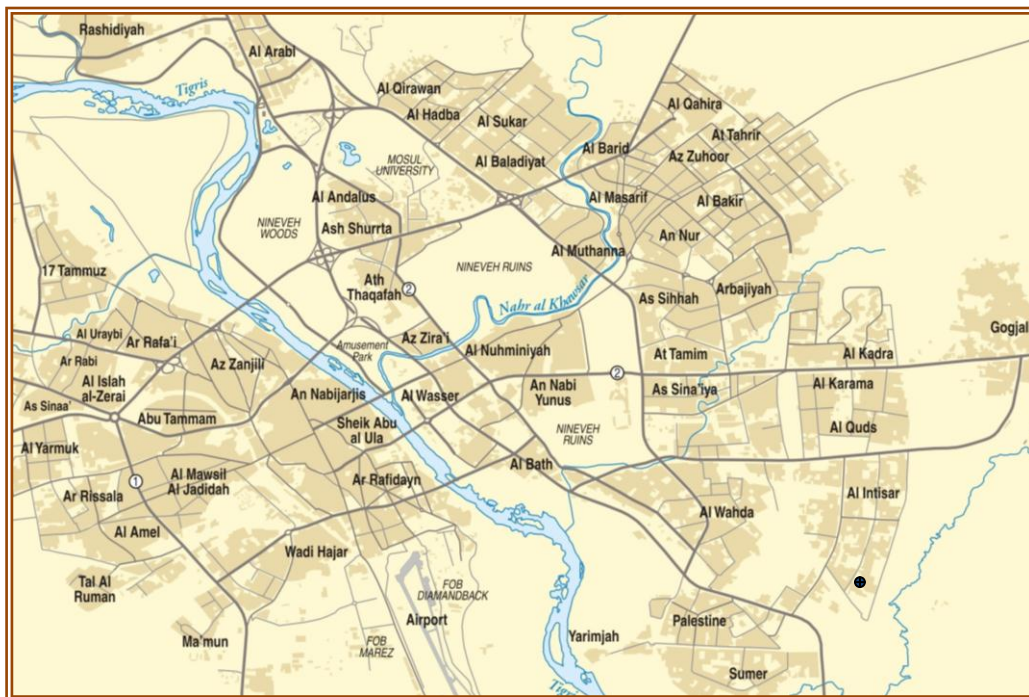 Rashidiyah
Al Arabi
Tigris
Al Qirawan
Al Hadba
Al Sukar
Al Qahira
At Tahrir
Al Barid
Az Zuhoor
MOSUL
UNIVERSITY
Al Baladiyat
Al Andalus
Al Masarif
Al Bakir
NINEVEH
WOODS
Ash Shurrta
An Nur
Al Muthanna
17 Tammuz
NINEVEH RUINS
Ath
Thaqafah
2
Nahr al Khawsar
As Sihhah
Arbajiyah
Gogjal
Al Uraybi
Ar Rafa'i
Amusement
Park
Az Zira'i
Al Nuhminiyah
At Tamim
Al Kadra
Ar Rabi
Az Zanjili
Al Islah
al-Zerai
2
An Nabijarjis
Al Wasser
An Nabi
Yunus
As Sina'iya
Al Karama
As Sinaa'
Abu Tammam
Sheik Abu
al Ula
NINEVEH
RUINS
Al Quds
Al Yarmuk
Al Bath
Al Mawsil
Al Jadidah
Ar Rafidayn
1
Ar Rissala
Al Intisar
Al Wahda
Al Amel
Wadi Hajar
Tal Al
Ruman
FOB
DIAMANDBACK
Airport
Palestine
Ma'mun
FOB
MAREZ
Yarimjah
Sumer
Tigris